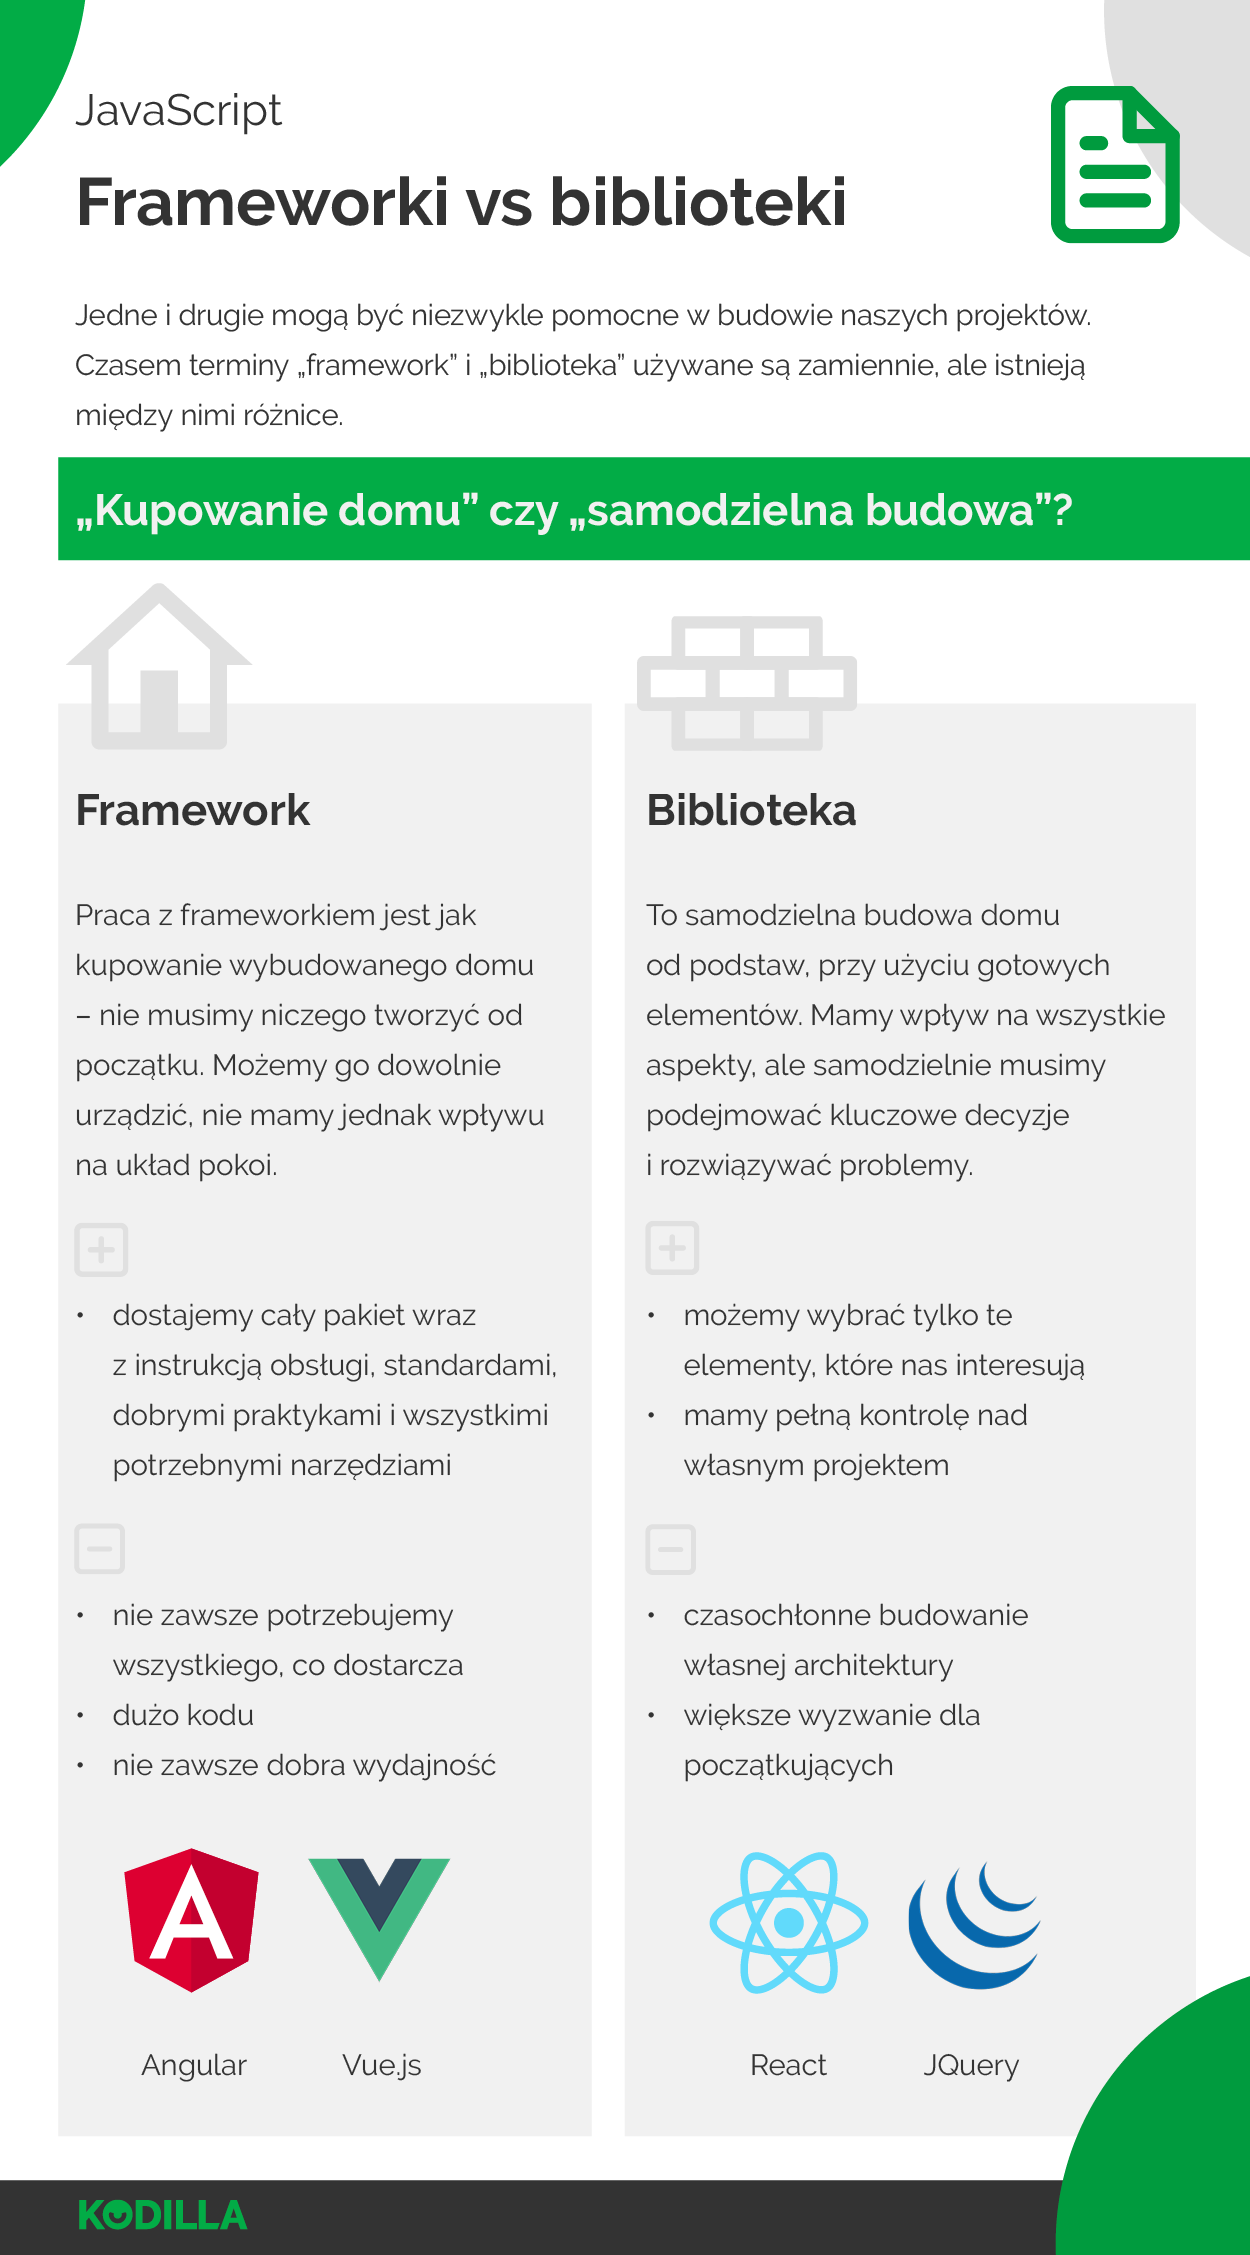 JavaScript
Frameworki vs biblioteki
Jedne i drugie mogą być niezwykle pomocne w budowie naszych projektów.
Czasem terminy „framework” i „biblioteka” używane są zamiennie, ale istnieją
między nimi różnice.
„Kupowanie domu” czy „samodzielna budowa”?
Framework
Praca z frameworkiem jest jak
kupowanie wybudowanego domu
– nie musimy niczego tworzyć od
początku. Możemy go dowolnie
urządzić, nie mamy jednak wpływu
na układ pokoi.
• dostajemy cały pakiet wraz
z instrukcją obsługi, standardami,
dobrymi praktykami i wszystkimi
potrzebnymi narzędziami
• nie zawsze potrzebujemy
wszystkiego, co dostarcza
• dużo kodu
• nie zawsze dobra wydajność
Angular
Vue.js
Biblioteka
To samodzielna budowa domu
od podstaw, przy użyciu gotowych
elementów. Mamy wpływ na wszystkie
aspekty, ale samodzielnie musimy
podejmować kluczowe decyzje
i rozwiązywać problemy.
• możemy wybrać tylko te
elementy, które nas interesują
• mamy pełną kontrolę nad
własnym projektem
• czasochłonne budowanie
własnej architektury
• większe wyzwanie dla
początkujących
React
JQuery
KODILLA